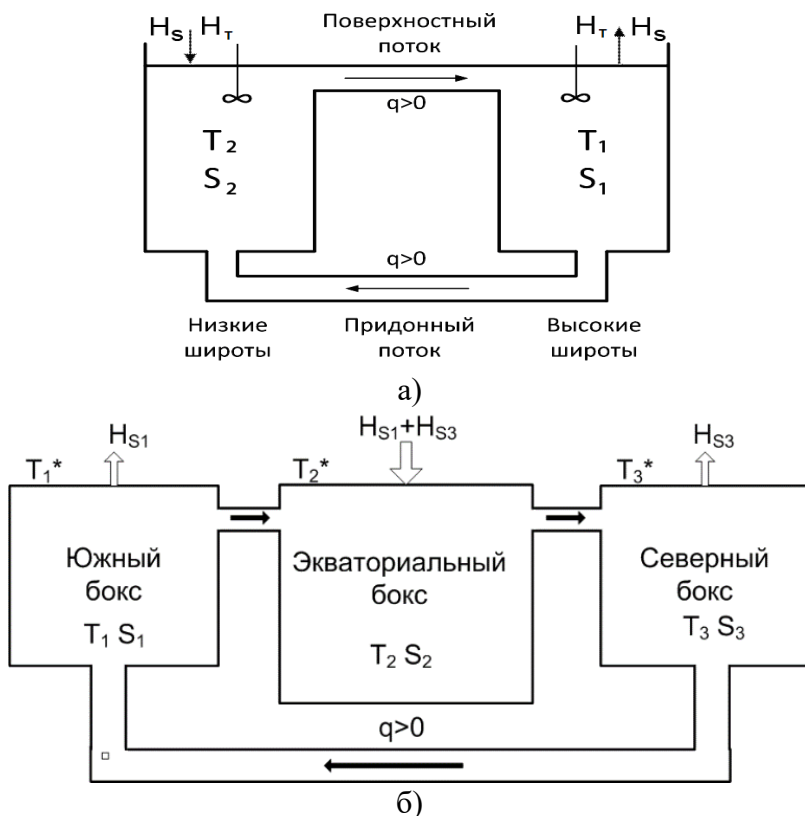 Hs Hт Поверхностный поток Hт Hs
q>0
T2 T1
S2 S1
q>0
Низкие широты Придонный поток Высокие широты
а)
HS1 HS1+HS3 HS3
T1* T2* T3*
Южный бокс Экваториальный бокс Северный бокс
T1 S1 T2 S2 T3 S3
q>0
б)